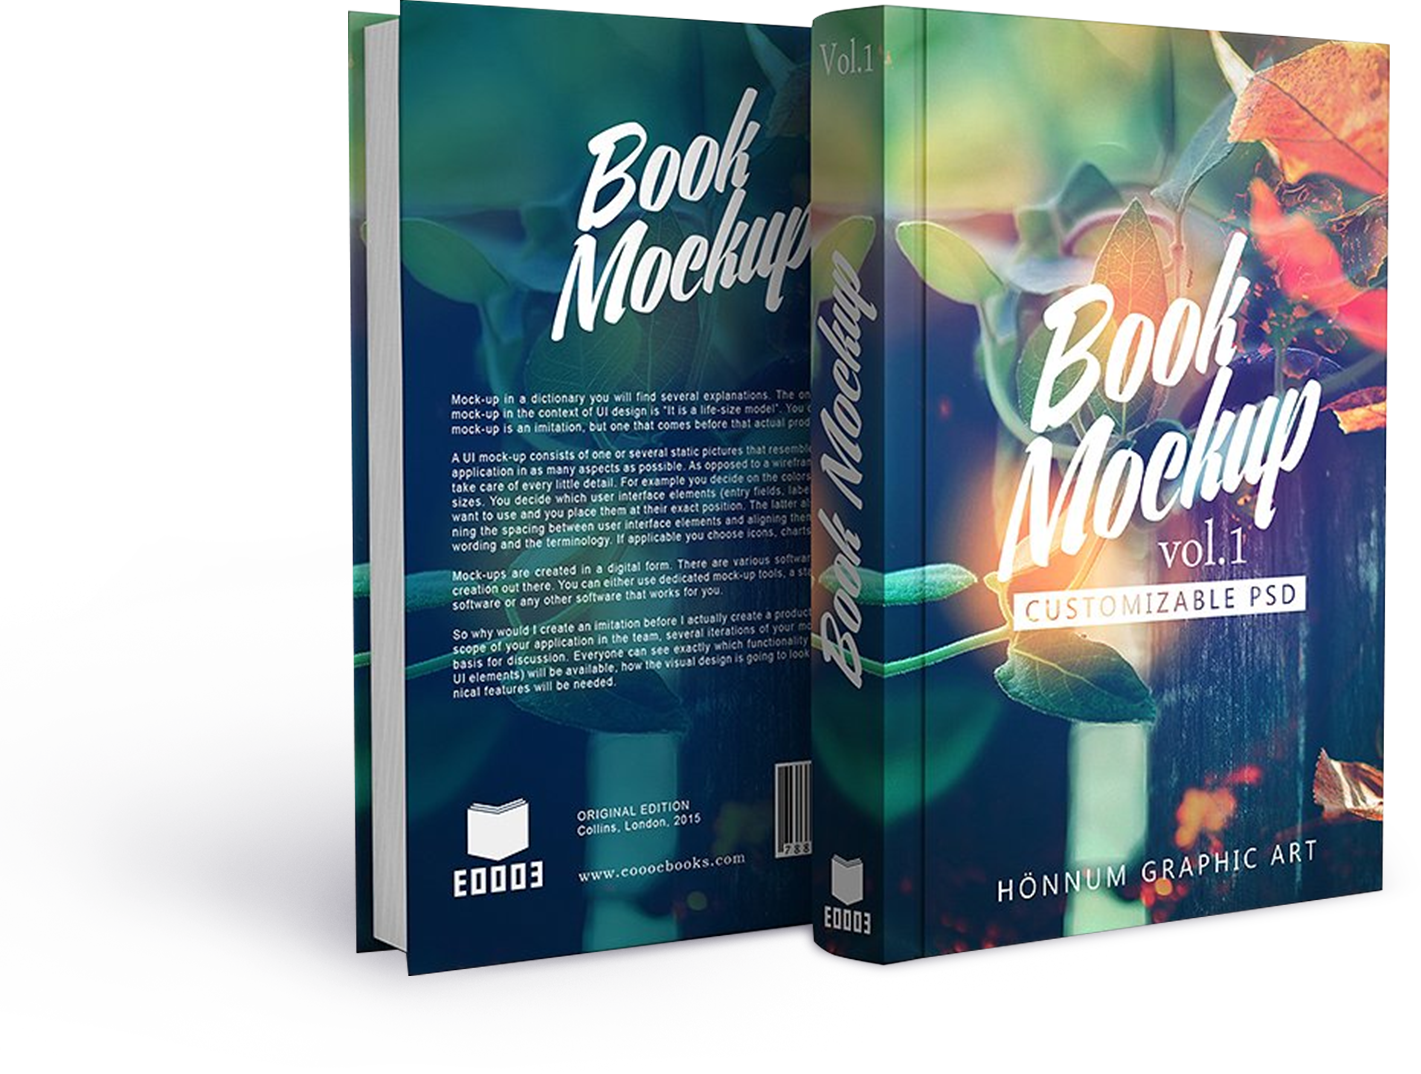 Book
Mockup
Mock-up in a dictionary you will find several explanations. The on
mock-up in the context of UI design is "It is a life-size model". You
mock-up is an imitation, but one that comes before that actual prod
A UI mock-up consists of one or several static pictures that resemble
application in as many aspects as possible. As opposed to a wirefran
take care of every little detail. For example you decide on the colors
sizes. You decide which user interface elements (entry fields, labe
want to use and you place them at their exact position. The latter al
ning the spacing between user interface elements and aligning then
wording and the terminology. If applicable you choose icons, charts
Mock-ups are created in a digital form. There are various softwar
creation out there. You can either use dedicated mock-up tools, a sta
software or any other software that works for you.
So why would I create an imitation before I actually create a product
scope of your application in the team, several iterations of your mo
basis for discussion. Everyone can see exactly which functionality
UI elements) will be available, how the visual design is going to look
nical features will be needed.
E0003
ORIGINAL EDITION
Collins, London, 2015
www.coooebooks.com
788
Vol.1
Book Mockup
E0003
Book
Mockup
vol.1
CUSTOMIZABLE PSD
HÖNNUM GRAPHIC ART